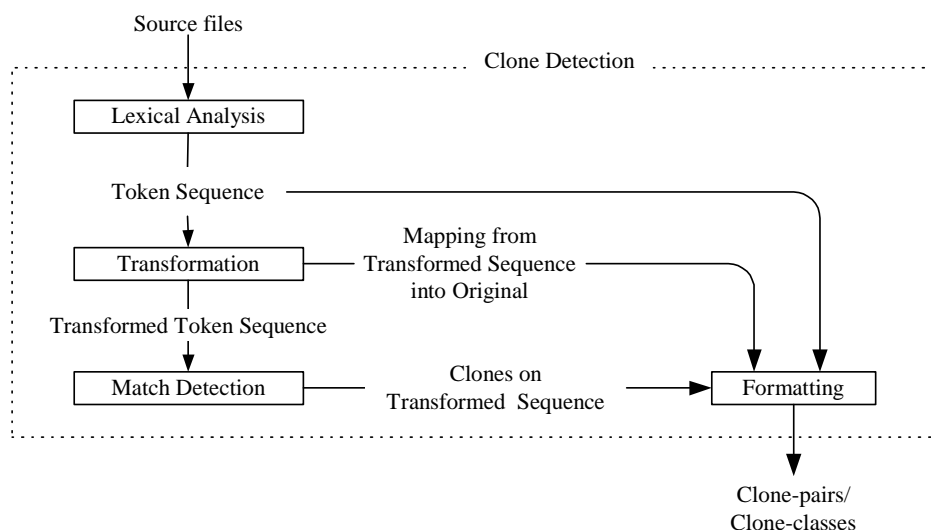 Source files
Clone Detection
Lexical Analysis
Token Sequence
Mapping from
Transformed Sequence
into Original
Transformation
Transformed Token Sequence
Match Detection
Clones on
Transformed Sequence
Formatting
Clone-pairs/
Clone-classes